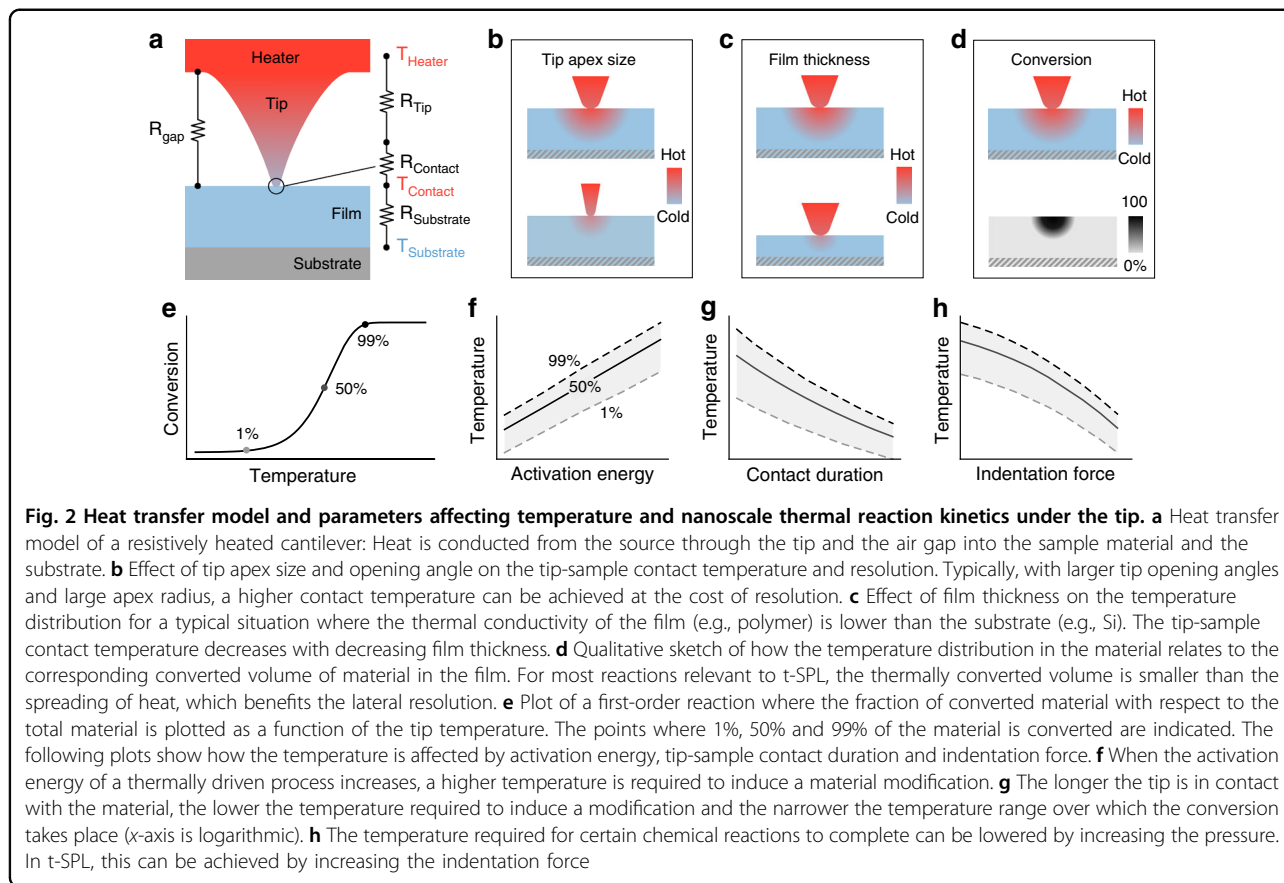 a
Heater
Tip
R_gap
Film
Substrate
T_Heater
R_Tip
R_Contact
T_Contact
R_Substrate
T_Substrate
b
Tip apex size
Hot
Cold
c
Film thickness
Hot
Cold
d
Conversion
Hot
Cold
100
0%
e
Conversion
1%
50%
99%
Temperature
f
Temperature
99%
50%
1%
Activation energy
g
Temperature
Contact duration
h
Temperature
Indentation force
Fig. 2 Heat transfer model and parameters affecting temperature and nanoscale thermal reaction kinetics under the tip. a Heat transfer
model of a resistively heated cantilever: Heat is conducted from the source through the tip and the air gap into the sample material and the
substrate. b Effect of tip apex size and opening angle on the tip-sample contact temperature and resolution. Typically, with larger tip opening angles
and large apex radius, a higher contact temperature can be achieved at the cost of resolution. c Effect of film thickness on the temperature
distribution for a typical situation where the thermal conductivity of the film (e.g., polymer) is lower than the substrate (e.g., Si). The tip-sample
contact temperature decreases with decreasing film thickness. d Qualitative sketch of how the temperature distribution in the material relates to the
corresponding converted volume of material in the film. For most reactions relevant to t-SPL, the thermally converted volume is smaller than the
spreading of heat, which benefits the lateral resolution. e Plot of a first-order reaction where the fraction of converted material with respect to the
total material is plotted as a function of the tip temperature. The points where 1%, 50% and 99% of the material is converted are indicated. The
following plots show how the temperature is affected by activation energy, tip-sample contact duration and indentation force. f When the activation
energy of a thermally driven process increases, a higher temperature is required to induce a material modification. g The longer the tip is in contact
with the material, the lower the temperature required to induce a modification and the narrower the temperature range over which the conversion
takes place (x-axis is logarithmic). h The temperature required for certain chemical reactions to complete can be lowered by increasing the pressure.
In t-SPL, this can be achieved by increasing the indentation force